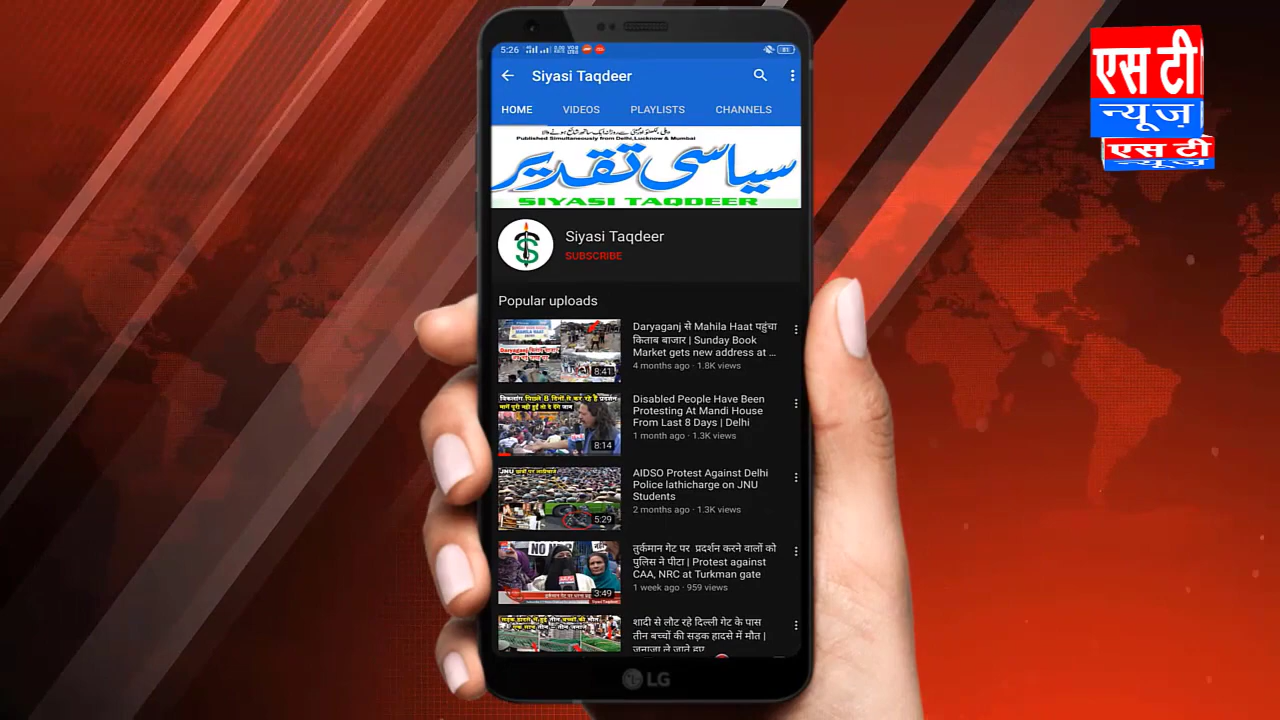 एस टी
न्यूज़
एस टी
न्यूज़
5:26
Siyasi Taqdeer
HOME VIDEOS PLAYLISTS CHANNELS
Published Simultaneously from Delhi,Lucknow & Mumbai
سیاسی تقدیر
SIYASI TAQDEER
Siyasi Taqdeer
SUBSCRIBE
Popular uploads
Daryaganj से Mahila Haat पहुंचा
किताब बाजार | Sunday Book
Market gets new address at ...
4 months ago · 1.8K views
8:41
Disabled People Have Been
Protesting At Mandi House
From Last 8 Days | Delhi
1 month ago · 1.3K views
8:14
AIDSO Protest Against Delhi
Police lathicharge on JNU
Students
2 months ago · 1.3K views
5:29
तुर्कमान गेट पर प्रदर्शन करने वालों को
पुलिस ने पीटा | Protest against
CAA, NRC at Turkman gate
1 week ago · 959 views
3:49
शादी से लौट रहे दिल्ली गेट के पास
तीन बच्चों की सड़क हादसे में मौत |
जनाजा ले जाते हुए
LG